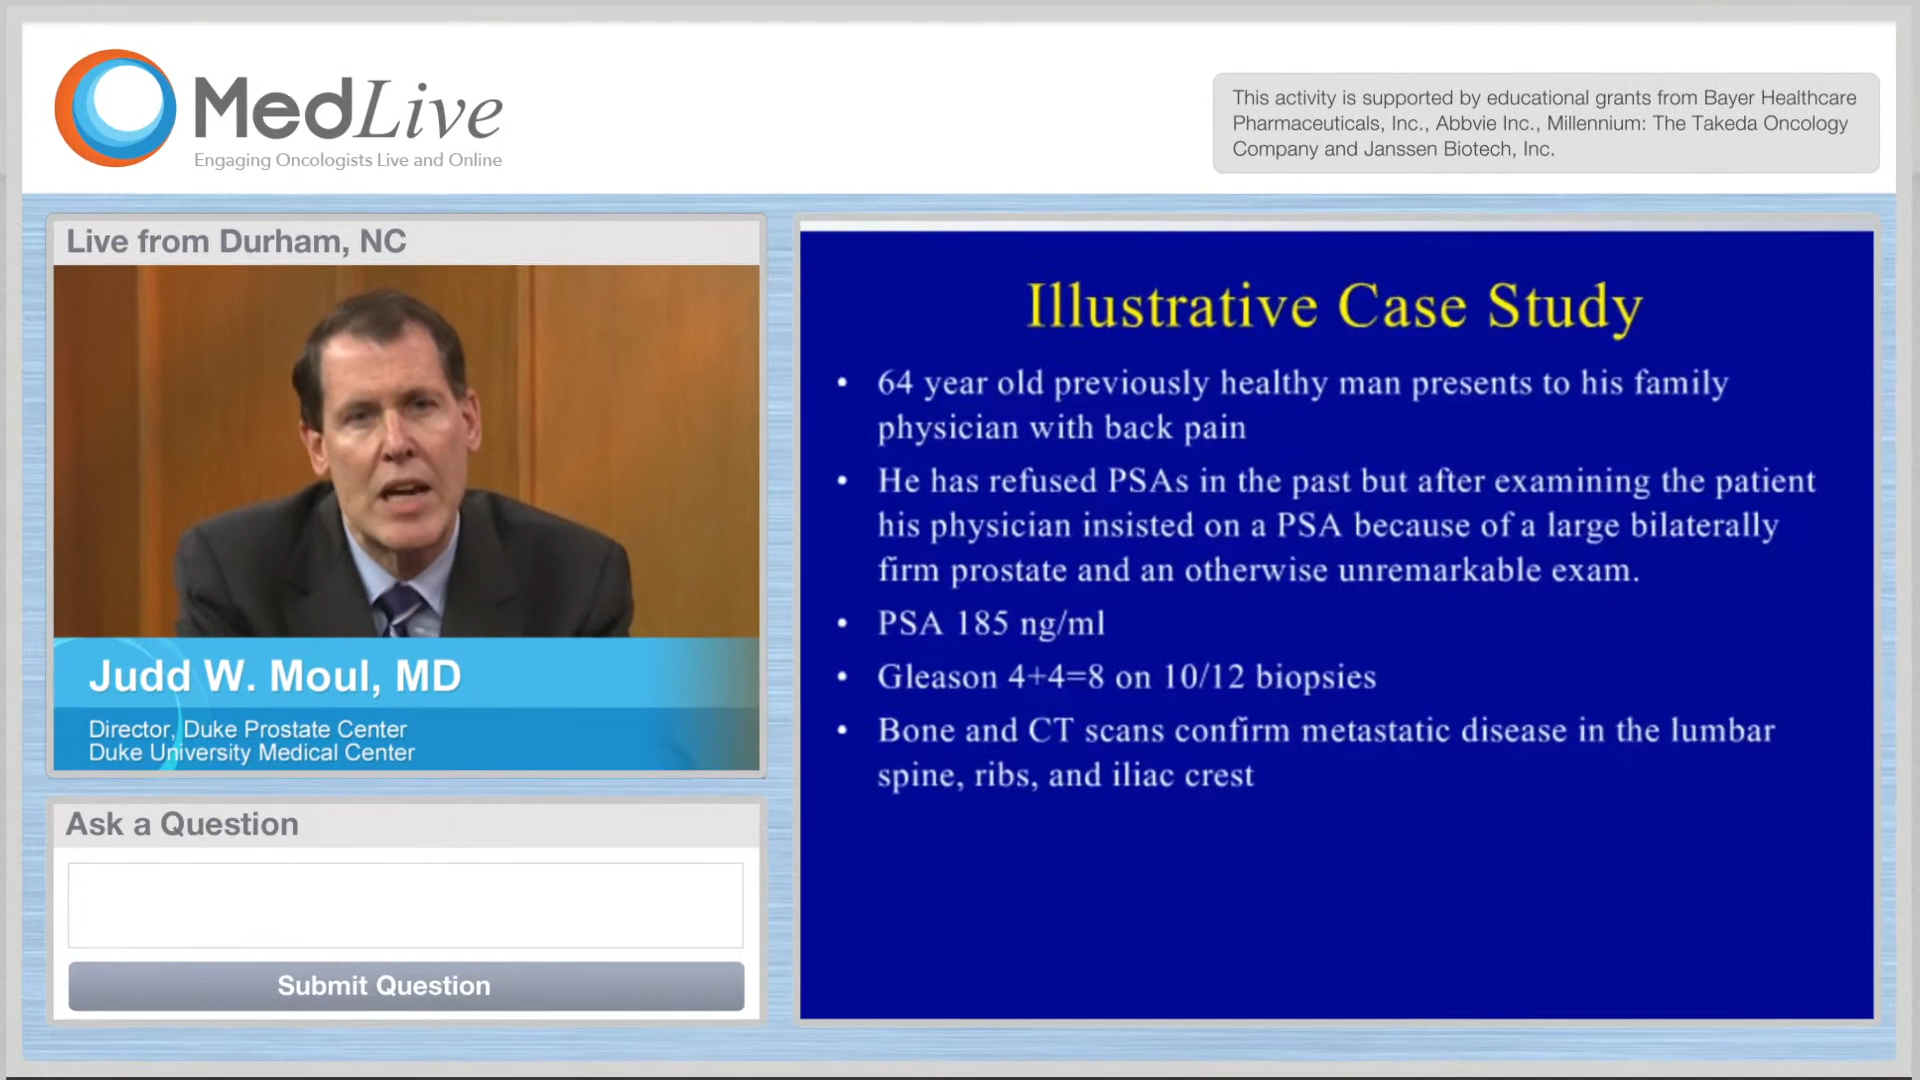 MedLive
Engaging Oncologists Live and Online
This activity is supported by educational grants from Bayer Healthcare
Pharmaceuticals, Inc., Abbvie Inc., Millennium: The Takeda Oncology
Company and Janssen Biotech, Inc.
Live from Durham, NC
Judd W. Moul, MD
Director, Duke Prostate Center
Duke University Medical Center
Ask a Question
Submit Question
Illustrative Case Study
• 64 year old previously healthy man presents to his family
physician with back pain
• He has refused PSAs in the past but after examining the patient
his physician insisted on a PSA because of a large bilaterally
firm prostate and an otherwise unremarkable exam.
• PSA 185 ng/ml
• Gleason 4+4=8 on 10/12 biopsies
• Bone and CT scans confirm metastatic disease in the lumbar
spine, ribs, and iliac crest